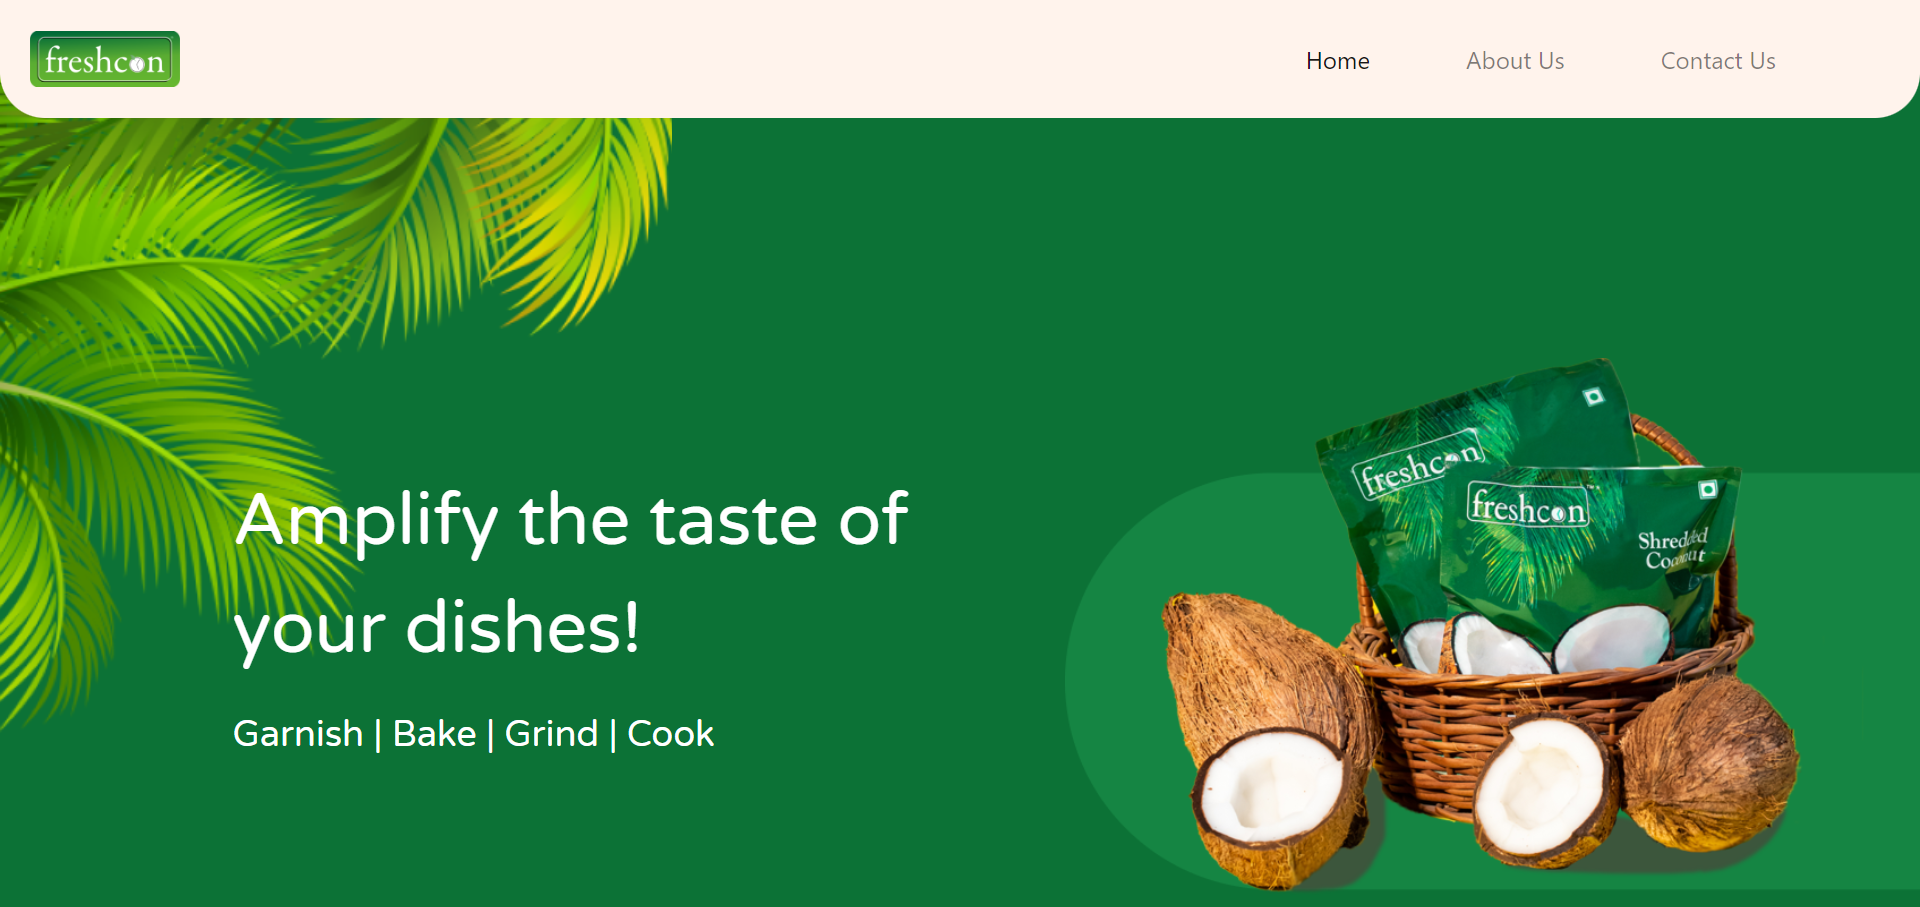 freshcon
Home
About Us
Contact Us
Amplify the taste of
your dishes!
Garnish | Bake | Grind | Cook
freshcon
freshcon
Shredded
Coconut